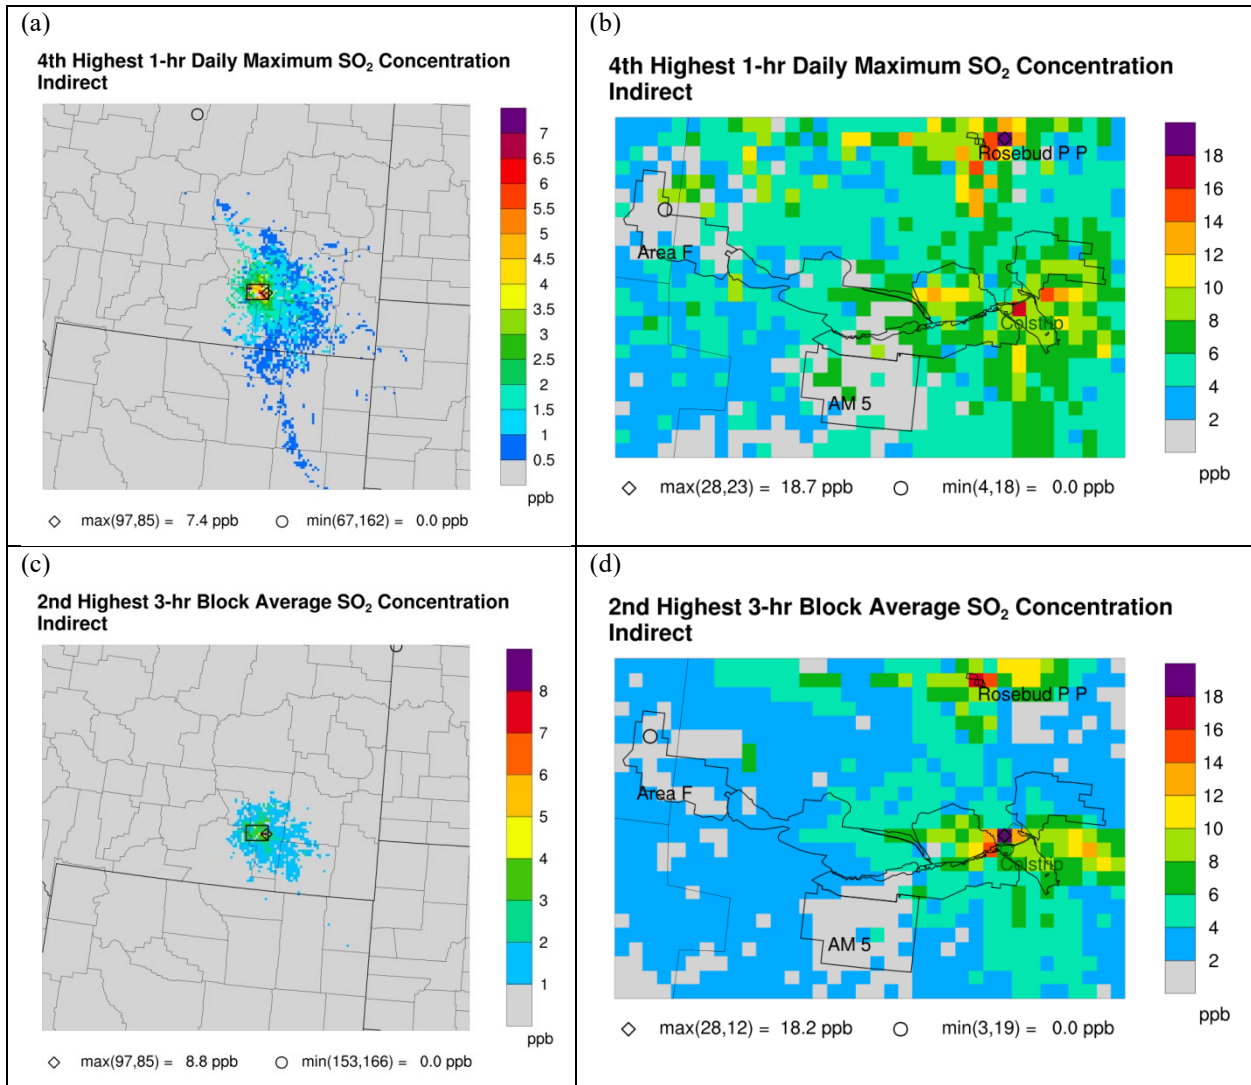 (a)
4th Highest 1-hr Daily Maximum SO₂ Concentration
Indirect
7
6.5
6
5.5
5
4.5
4
3.5
3
2.5
2
1.5
1
0.5
ppb
max(97,85) = 7.4 ppb
min(67,162) = 0.0 ppb
(b)
4th Highest 1-hr Daily Maximum SO₂ Concentration
Indirect
Rosebud P P
Area F
Colstrip
AM 5
18
16
14
12
10
8
6
4
2
ppb
max(28,23) = 18.7 ppb
min(4,18) = 0.0 ppb
(c)
2nd Highest 3-hr Block Average SO₂ Concentration
Indirect
8
7
6
5
4
3
2
1
ppb
max(97,85) = 8.8 ppb
min(153,166) = 0.0 ppb
(d)
2nd Highest 3-hr Block Average SO₂ Concentration
Indirect
Rosebud P P
Area F
Colstrip
AM 5
18
16
14
12
10
8
6
4
2
ppb
max(28,12) = 18.2 ppb
min(3,19) = 0.0 ppb